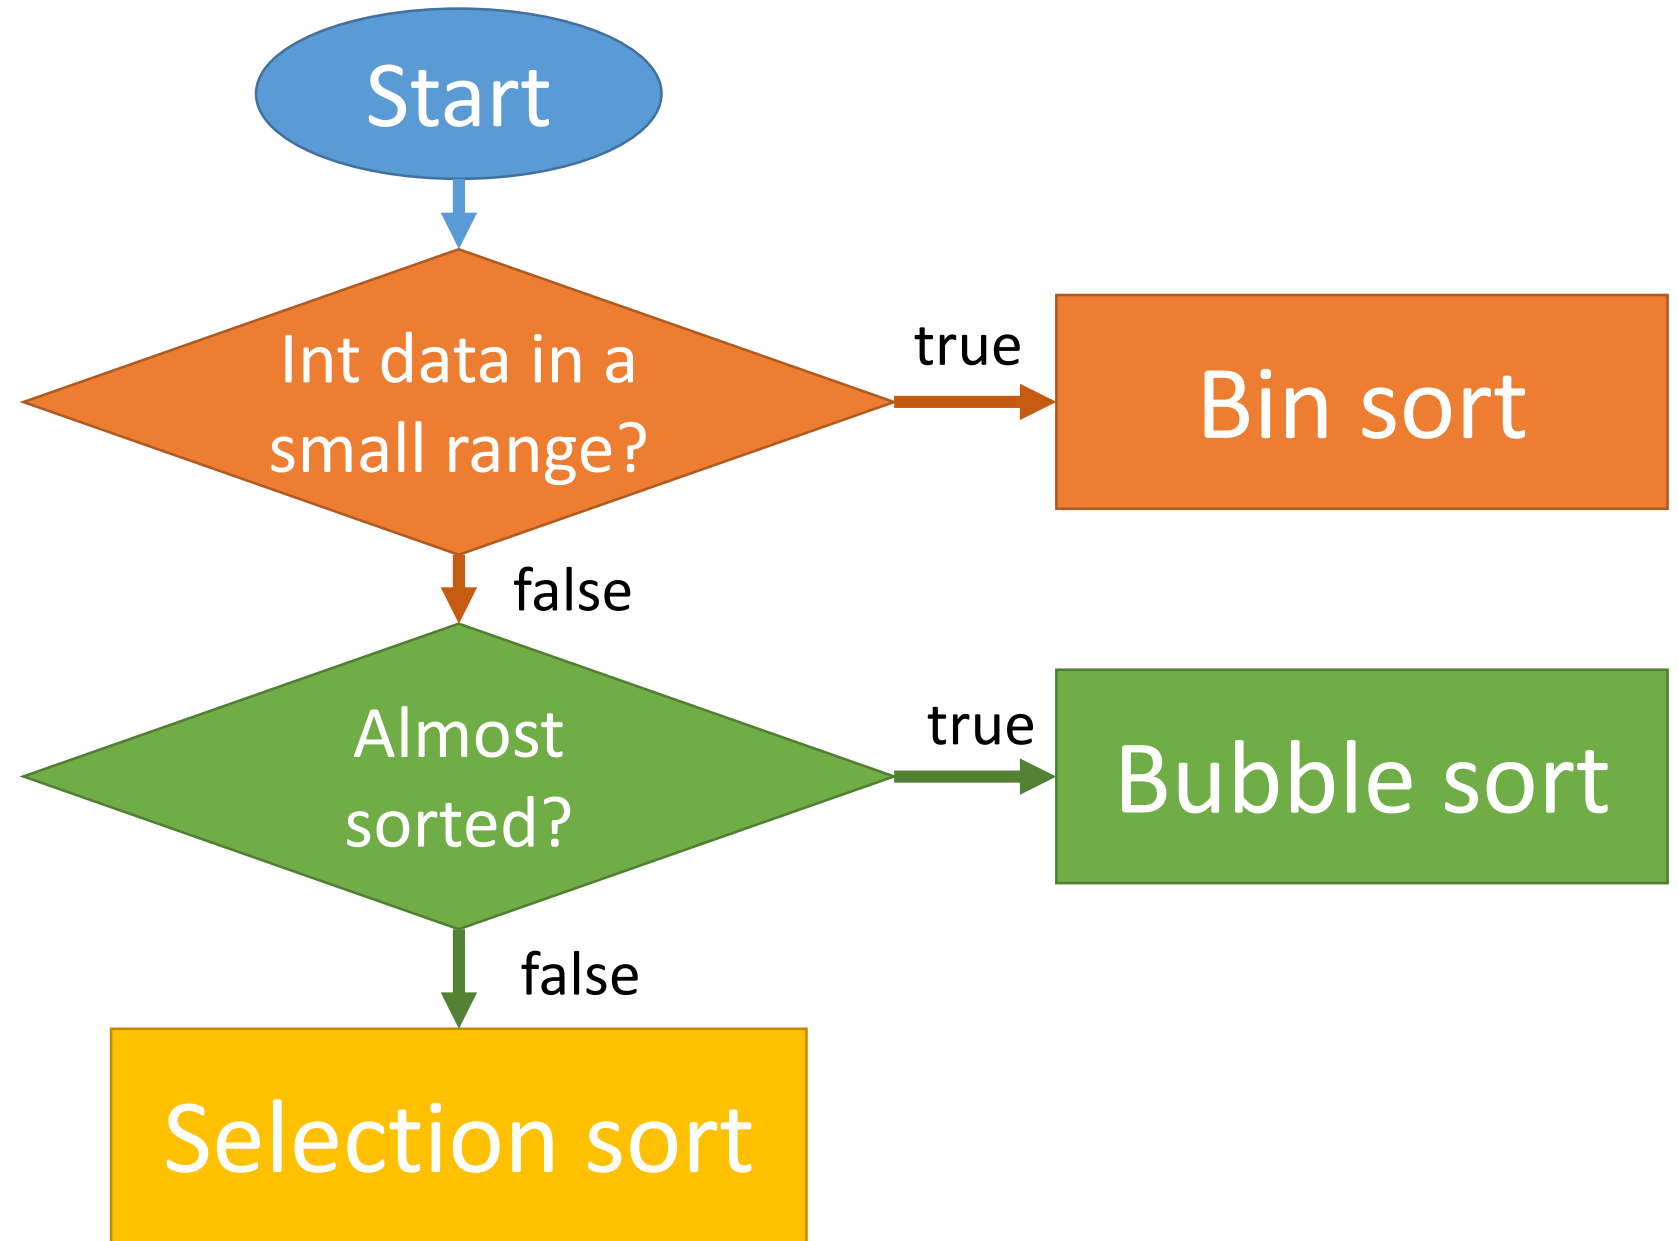 Start
Int data in a
small range?
true
Bin sort
false
Almost
sorted?
true
Bubble sort
false
Selection sort